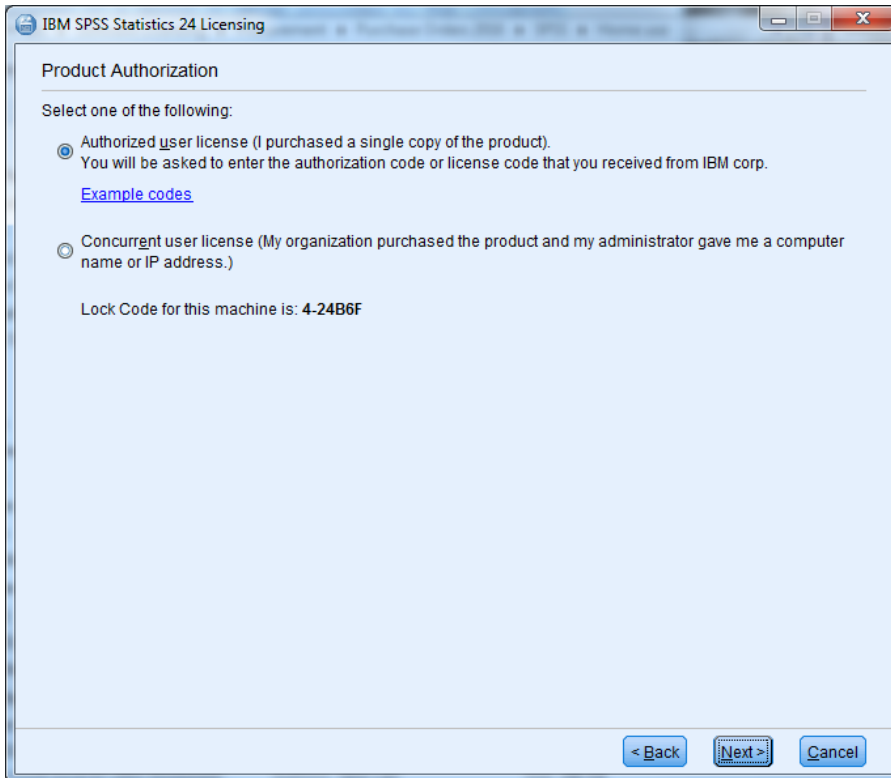 IBM SPSS Statistics 24 Licensing
Product Authorization
Select one of the following:
Authorized user license (I purchased a single copy of the product).
You will be asked to enter the authorization code or license code that you received from IBM corp.
Example codes
Concurrent user license (My organization purchased the product and my administrator gave me a computer
name or IP address.)
Lock Code for this machine is: 4-24B6F
< Back Next > Cancel